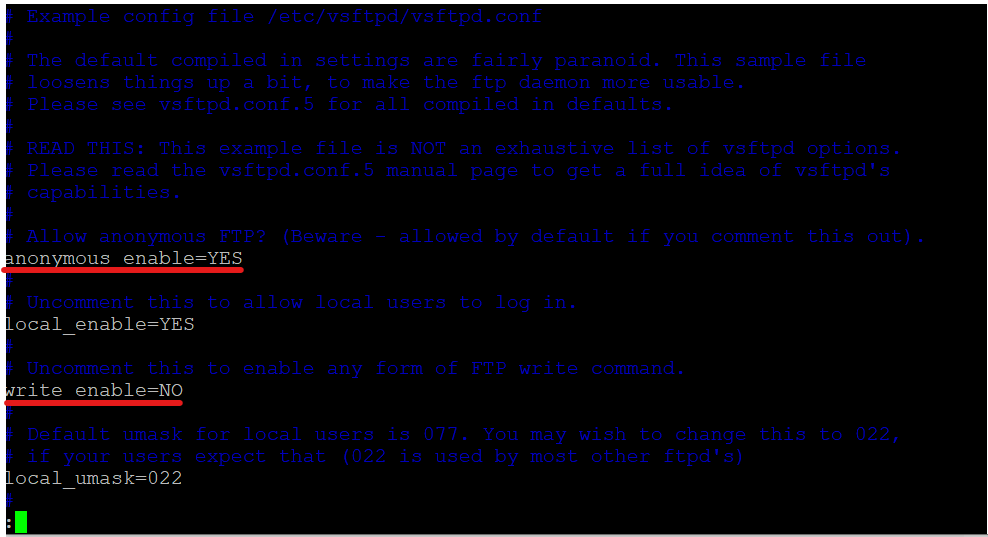 # Example config file /etc/vsftpd/vsftpd.conf
#
# The default compiled in settings are fairly paranoid. This sample file
# loosens things up a bit, to make the ftp daemon more usable.
# Please see vsftpd.conf.5 for all compiled in defaults.
#
# READ THIS: This example file is NOT an exhaustive list of vsftpd options.
# Please read the vsftpd.conf.5 manual page to get a full idea of vsftpd's
# capabilities.
#
# Allow anonymous FTP? (Beware - allowed by default if you comment this out).
anonymous_enable=YES
#
# Uncomment this to allow local users to log in.
local_enable=YES
#
# Uncomment this to enable any form of FTP write command.
write_enable=NO
#
# Default umask for local users is 077. You may wish to change this to 022,
# if your users expect that (022 is used by most other ftpd's)
local_umask=022
#
: